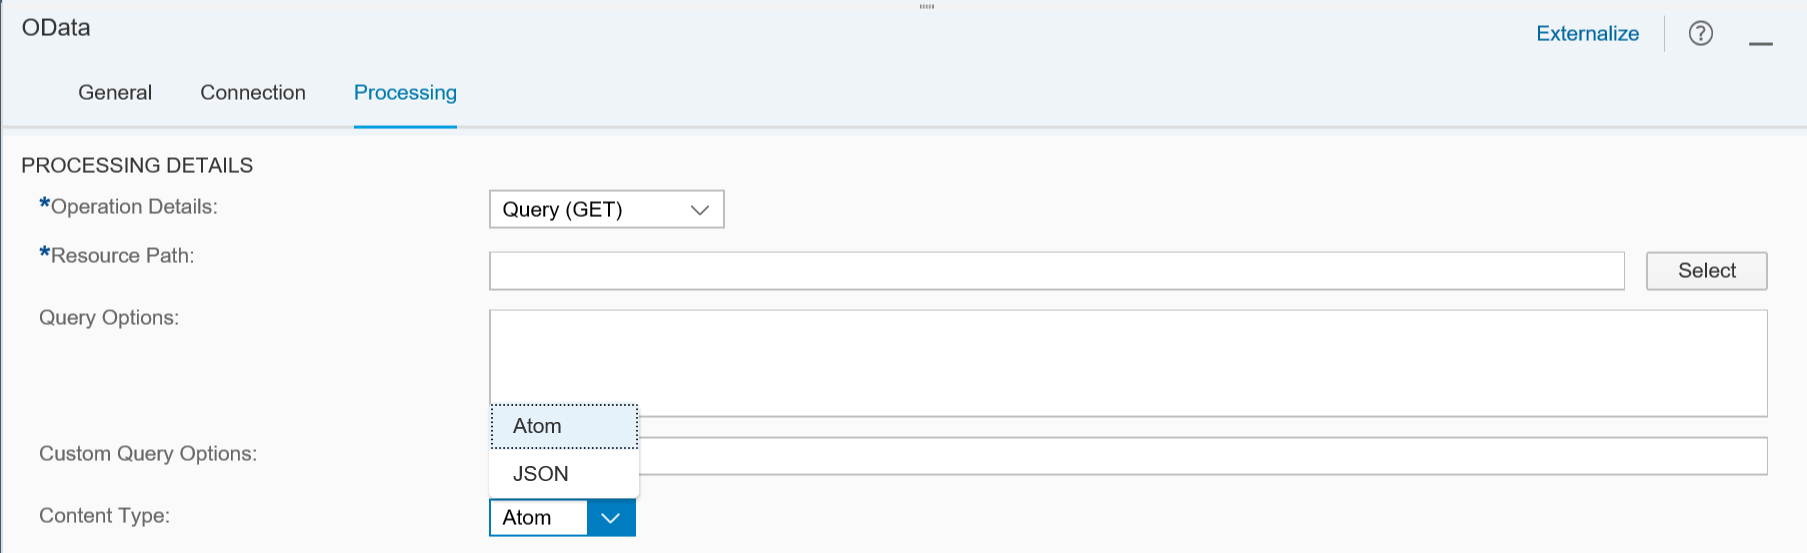 OData
Externalize
?
General Connection Processing
PROCESSING DETAILS
*Operation Details: Query (GET)
*Resource Path: Select
Query Options:
Atom
Custom Query Options:
JSON
Content Type: Atom